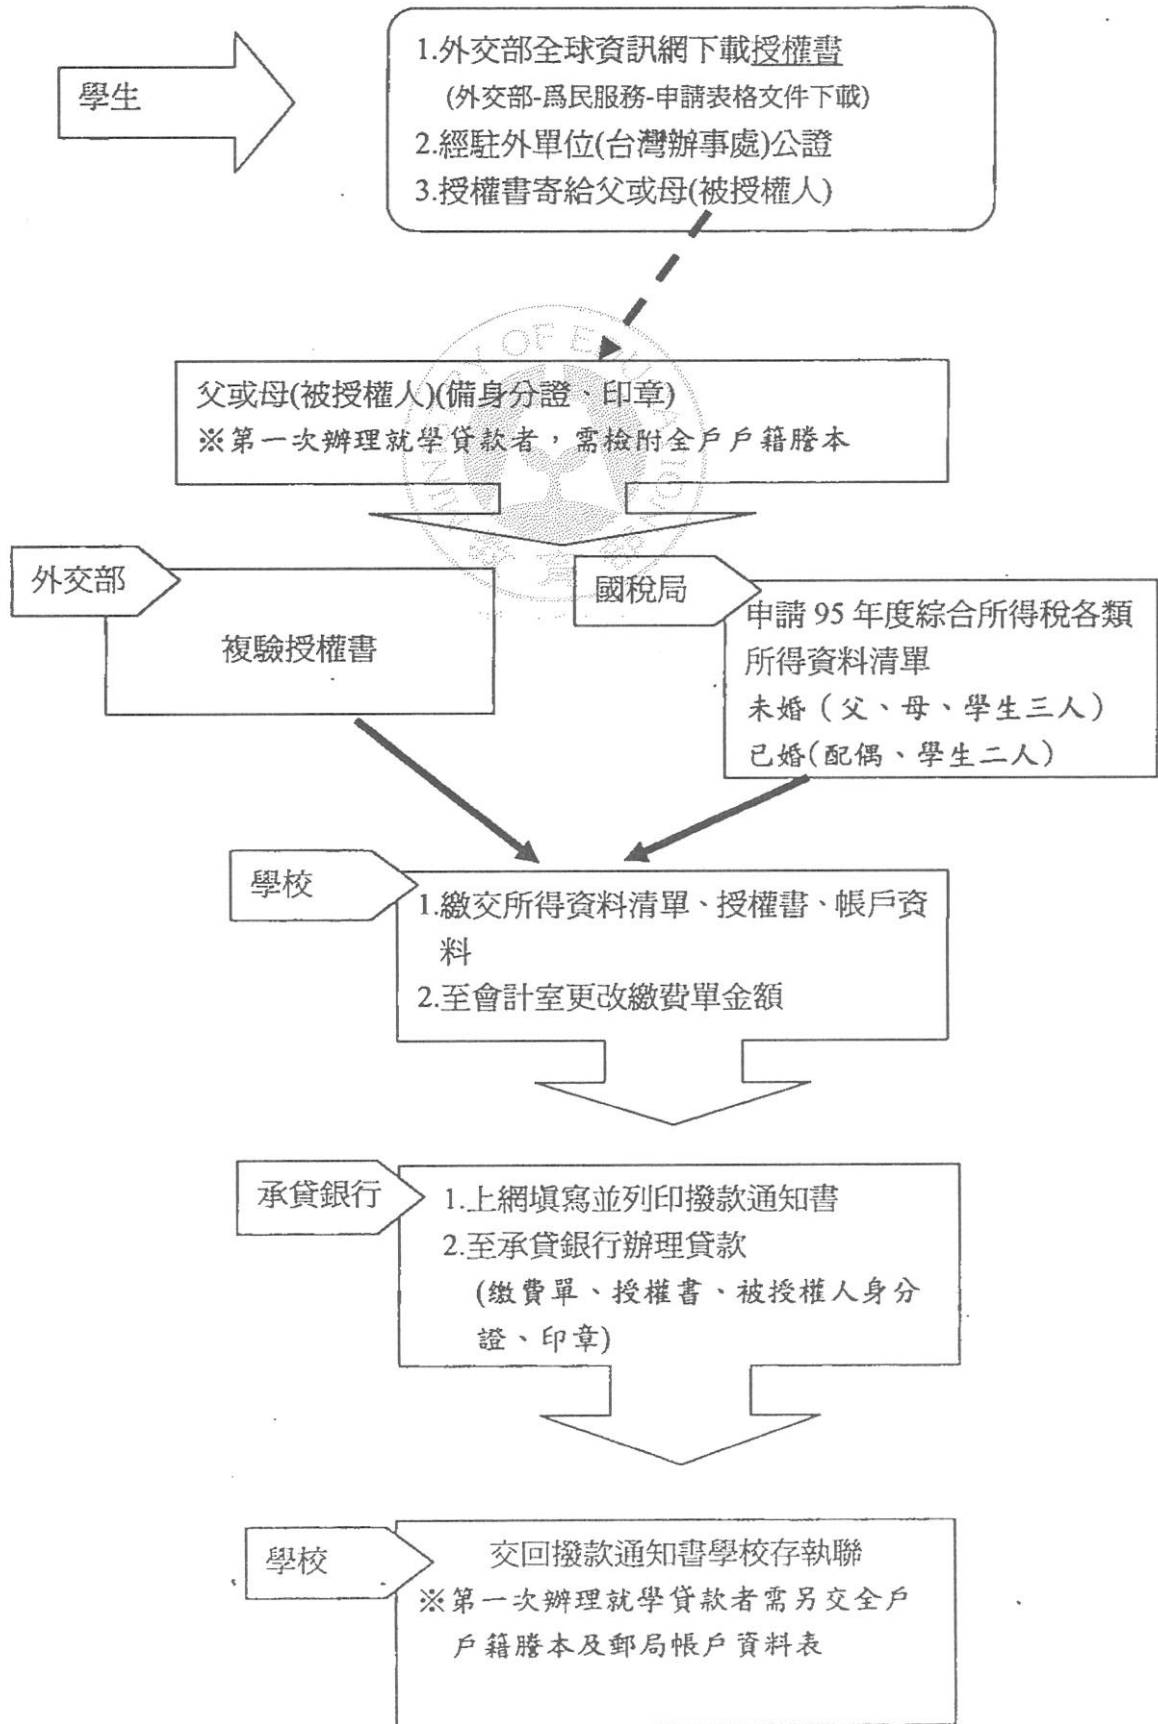 學生
1.外交部全球資訊網下載授權書
(外交部-爲民服務-申請表格文件下載)
2.經駐外單位(台灣辦事處)公證
3.授權書寄給父或母(被授權人)
父或母(被授權人)(備身分證、印章)
※第一次辦理就學貸款者，需檢附全戶戶籍謄本
外交部
複驗授權書
國稅局
申請 95 年度綜合所得稅各類
所得資料清單
未婚（父、母、學生三人）
已婚(配偶、學生二人)
學校
1.繳交所得資料清單、授權書、帳戶資
料
2.至會計室更改繳費單金額
承貸銀行
1.上網填寫並列印撥款通知書
2.至承貸銀行辦理貸款
(繳費單、授權書、被授權人身分
證、印章)
學校
交回撥款通知書學校存執聯
※第一次辦理就學貸款者需另交全戶
戶籍謄本及郵局帳戶資料表